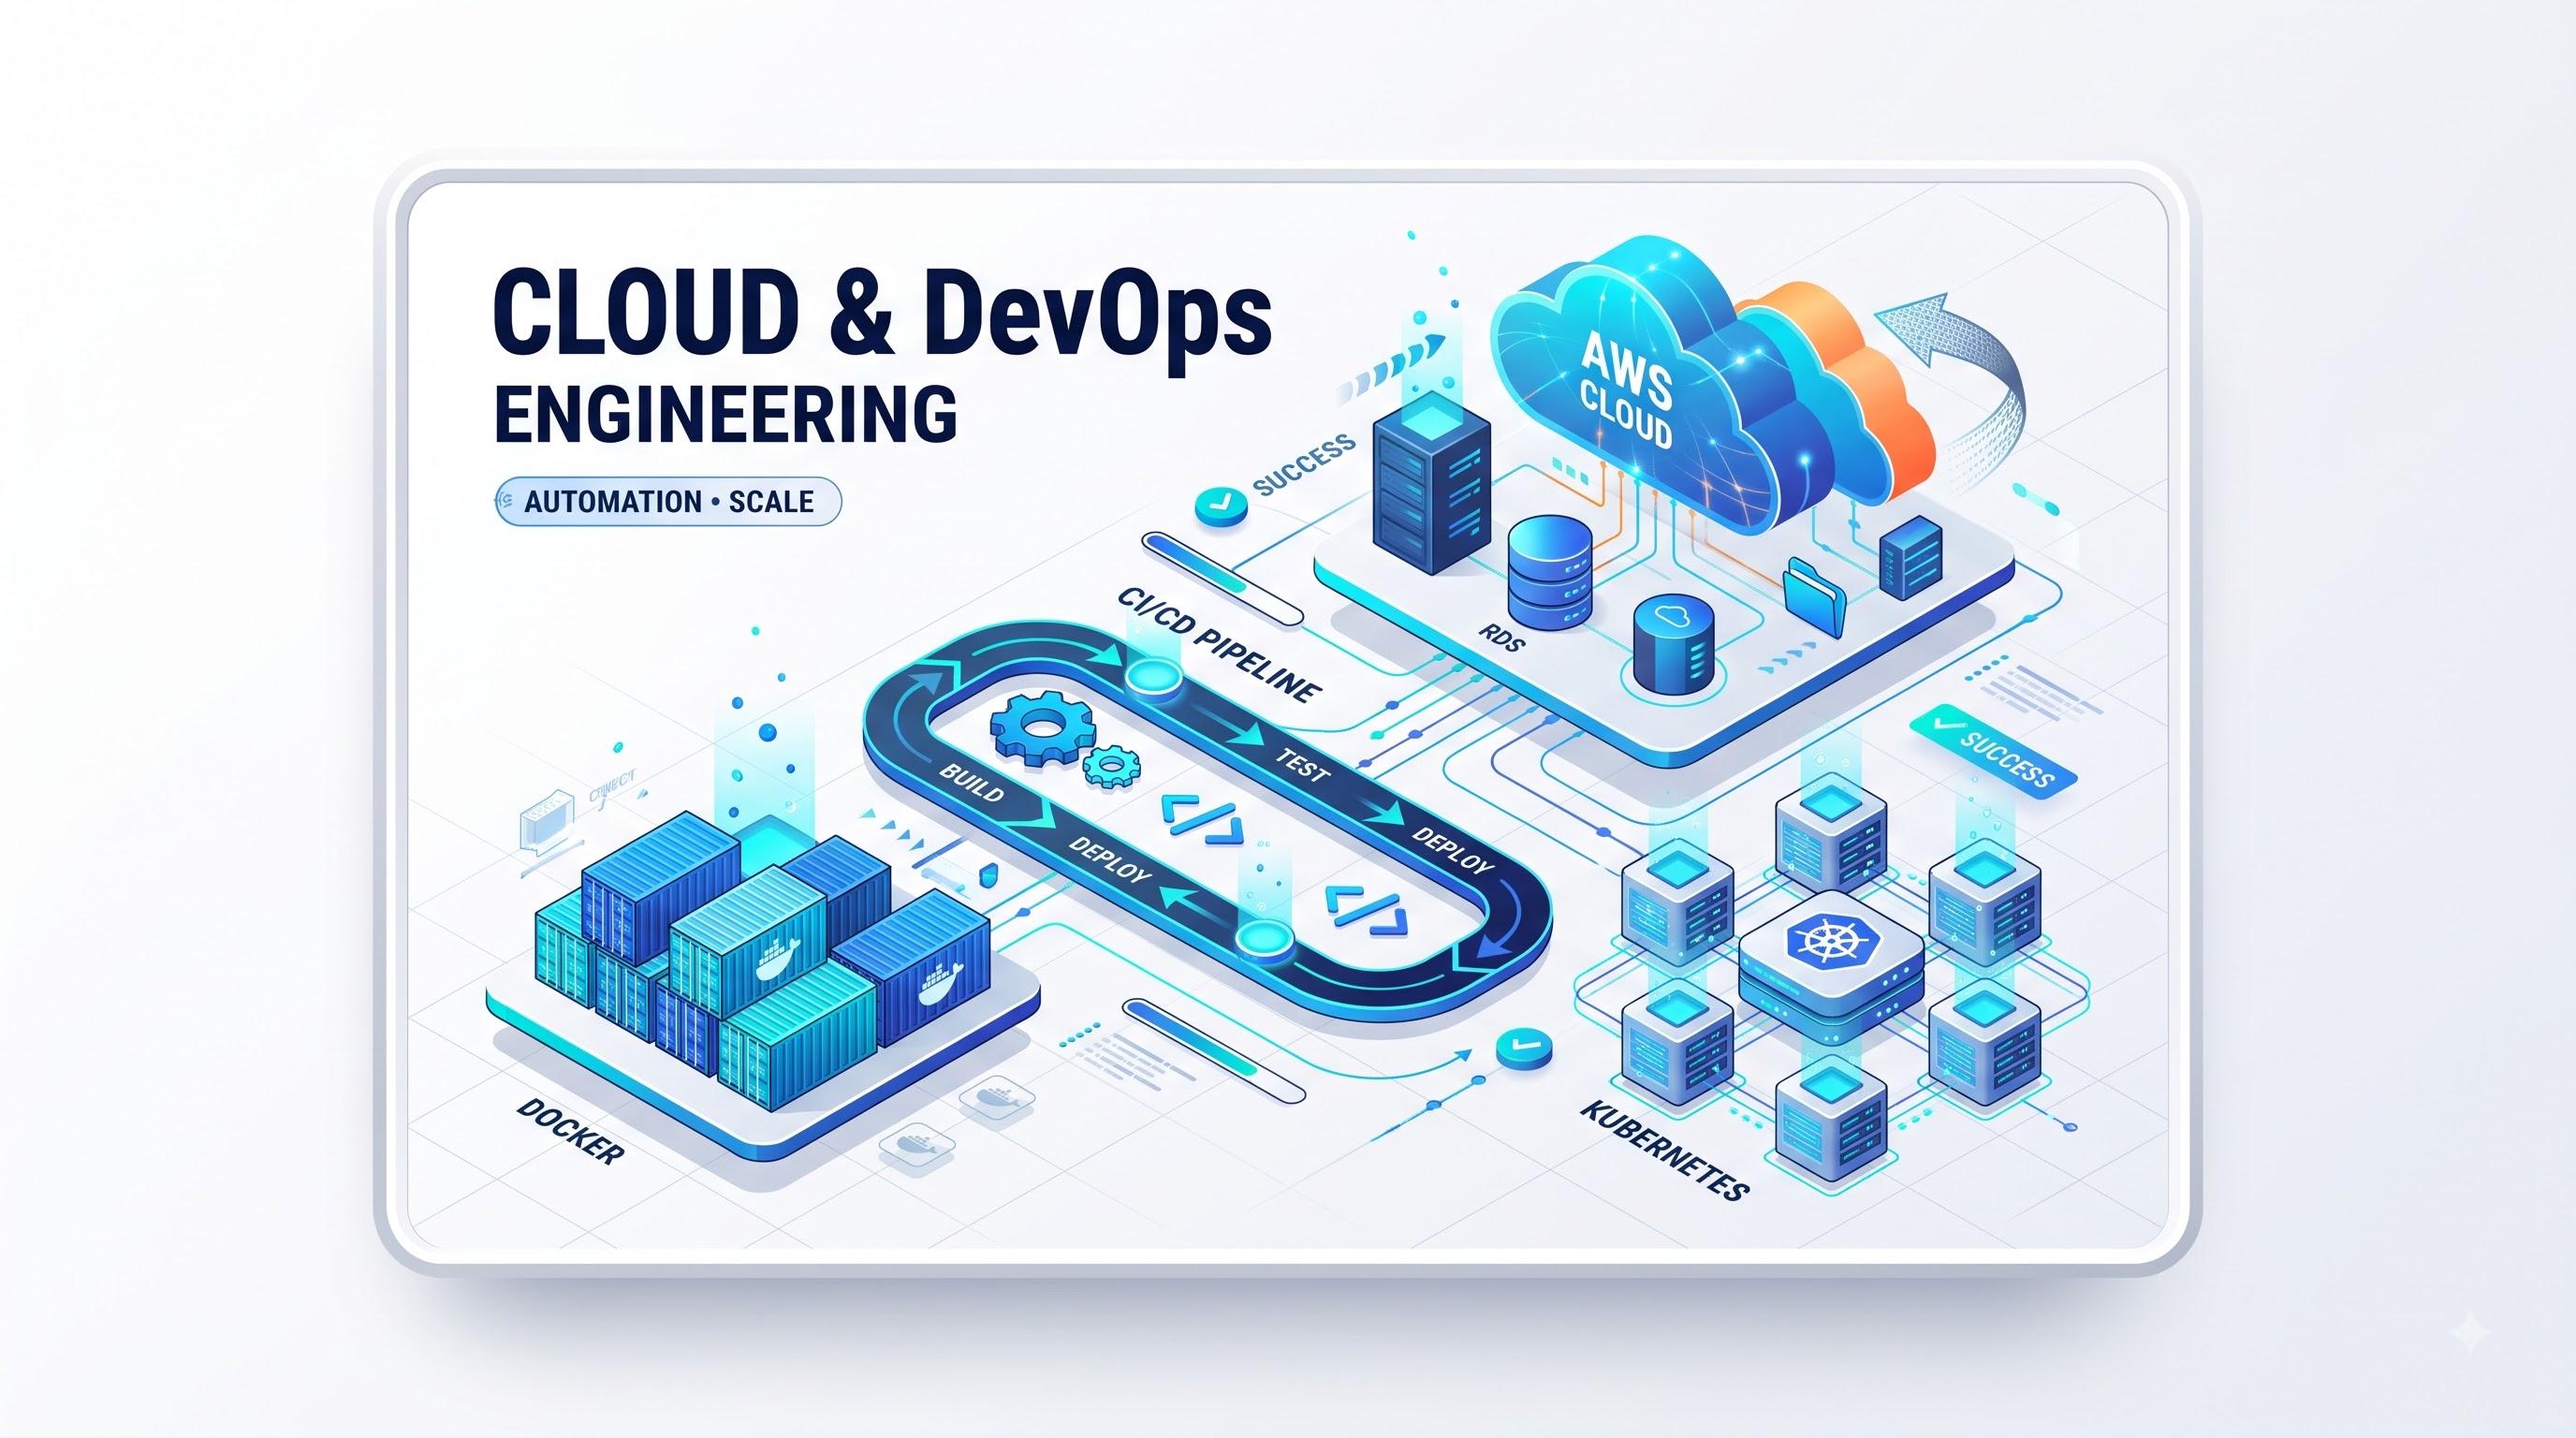 CLOUD & DevOps
ENGINEERING
AUTOMATION • SCALE
AWS
CLOUD
SUCCESS
CI/CD PIPELINE
RDS
BUILD
TEST
DEPLOY
DEPLOY
SUCCESS
DOCKER
KUBERNETES